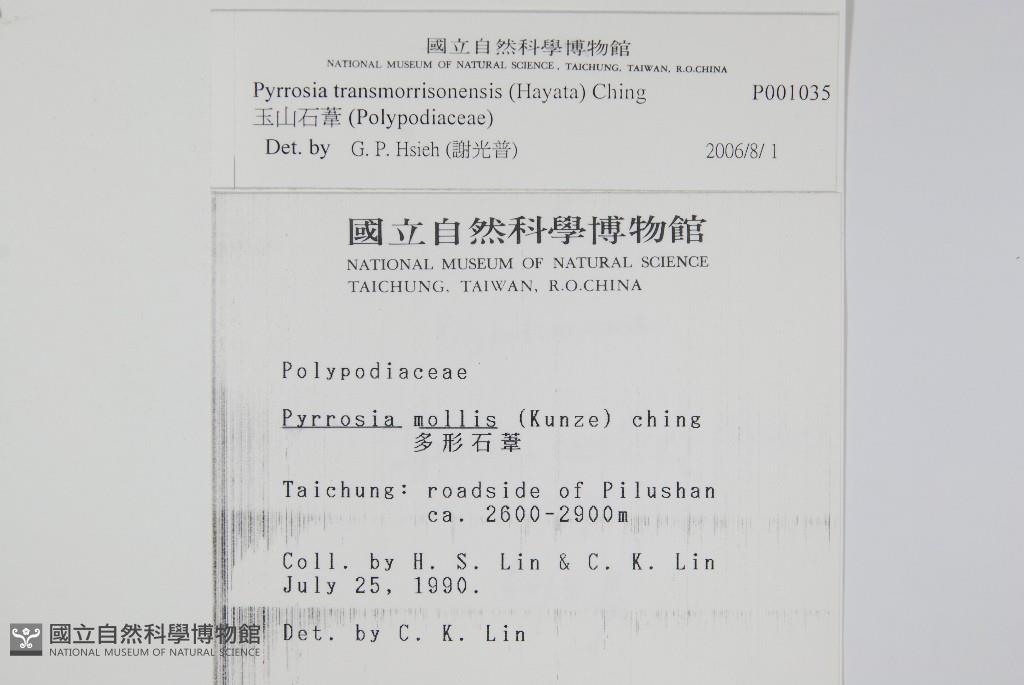 國立自然科學博物館
NATIONAL MUSEUM OF NATURAL SCIENCE, TAICHUNG, TAIWAN, R.O.CHINA
Pyrrosia transmorrisonensis (Hayata) Ching P001035
玉山石葦 (Polypodiaceae)
Det. by G. P. Hsieh (謝光普) 2006/8/ 1
國立自然科學博物館
NATIONAL MUSEUM OF NATURAL SCIENCE
TAICHUNG, TAIWAN, R.O.CHINA
Polypodiaceae
Pyrrosia mollis (Kunze) ching
多形石葦
Taichung: roadside of Pilushan
ca. 2600-2900m
Coll. by H. S. Lin & C. K. Lin
July 25, 1990.
Det. by C. K. Lin
國立自然科學博物館
NATIONAL MUSEUM OF NATURAL SCIENCE